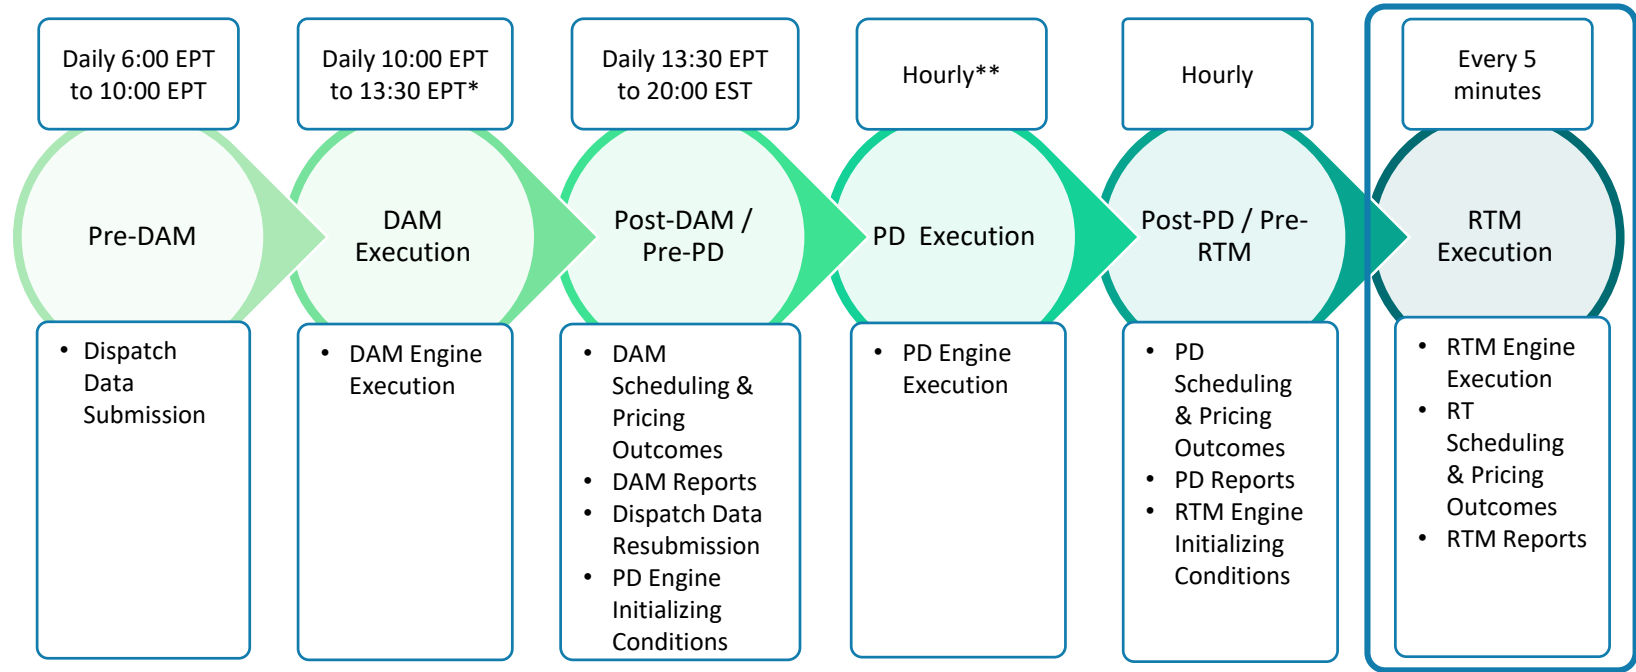 Daily 6:00 EPT
to 10:00 EPT
Daily 10:00 EPT
to 13:30 EPT*
Daily 13:30 EPT
to 20:00 EST
Hourly**
Hourly
Every 5
minutes
Pre-DAM
DAM
Execution
Post-DAM /
Pre-PD
PD Execution
Post-PD / Pre-
RTM
RTM
Execution
• Dispatch
Data
Submission
• DAM Engine
Execution
• DAM
Scheduling &
Pricing
Outcomes
• DAM Reports
• Dispatch Data
Resubmission
• PD Engine
Initializing
Conditions
• PD Engine
Execution
• PD
Scheduling
& Pricing
Outcomes
• PD Reports
• RTM Engine
Initializing
Conditions
• RTM Engine
Execution
• RT
Scheduling
& Pricing
Outcomes
• RTM Reports